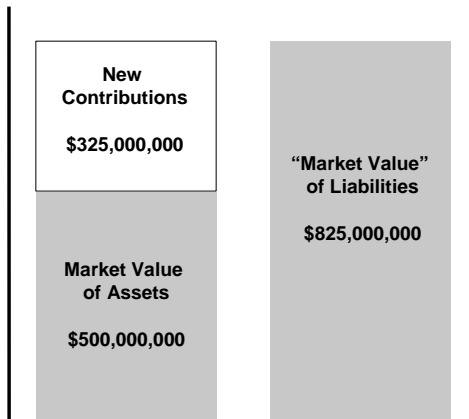 New
Contributions
$325,000,000
Market Value
of Assets
$500,000,000
“Market Value”
of Liabilities
$825,000,000